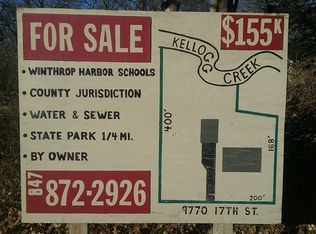 FOR SALE
$155K
KELLOGG
CREEK
• WINTHROP HARBOR SCHOOLS
• COUNTY JURISDICTION
• WATER & SEWER
• STATE PARK 1/4 MI.
• BY OWNER
400'
168'
200'
847 872-2926
9770 17TH ST.